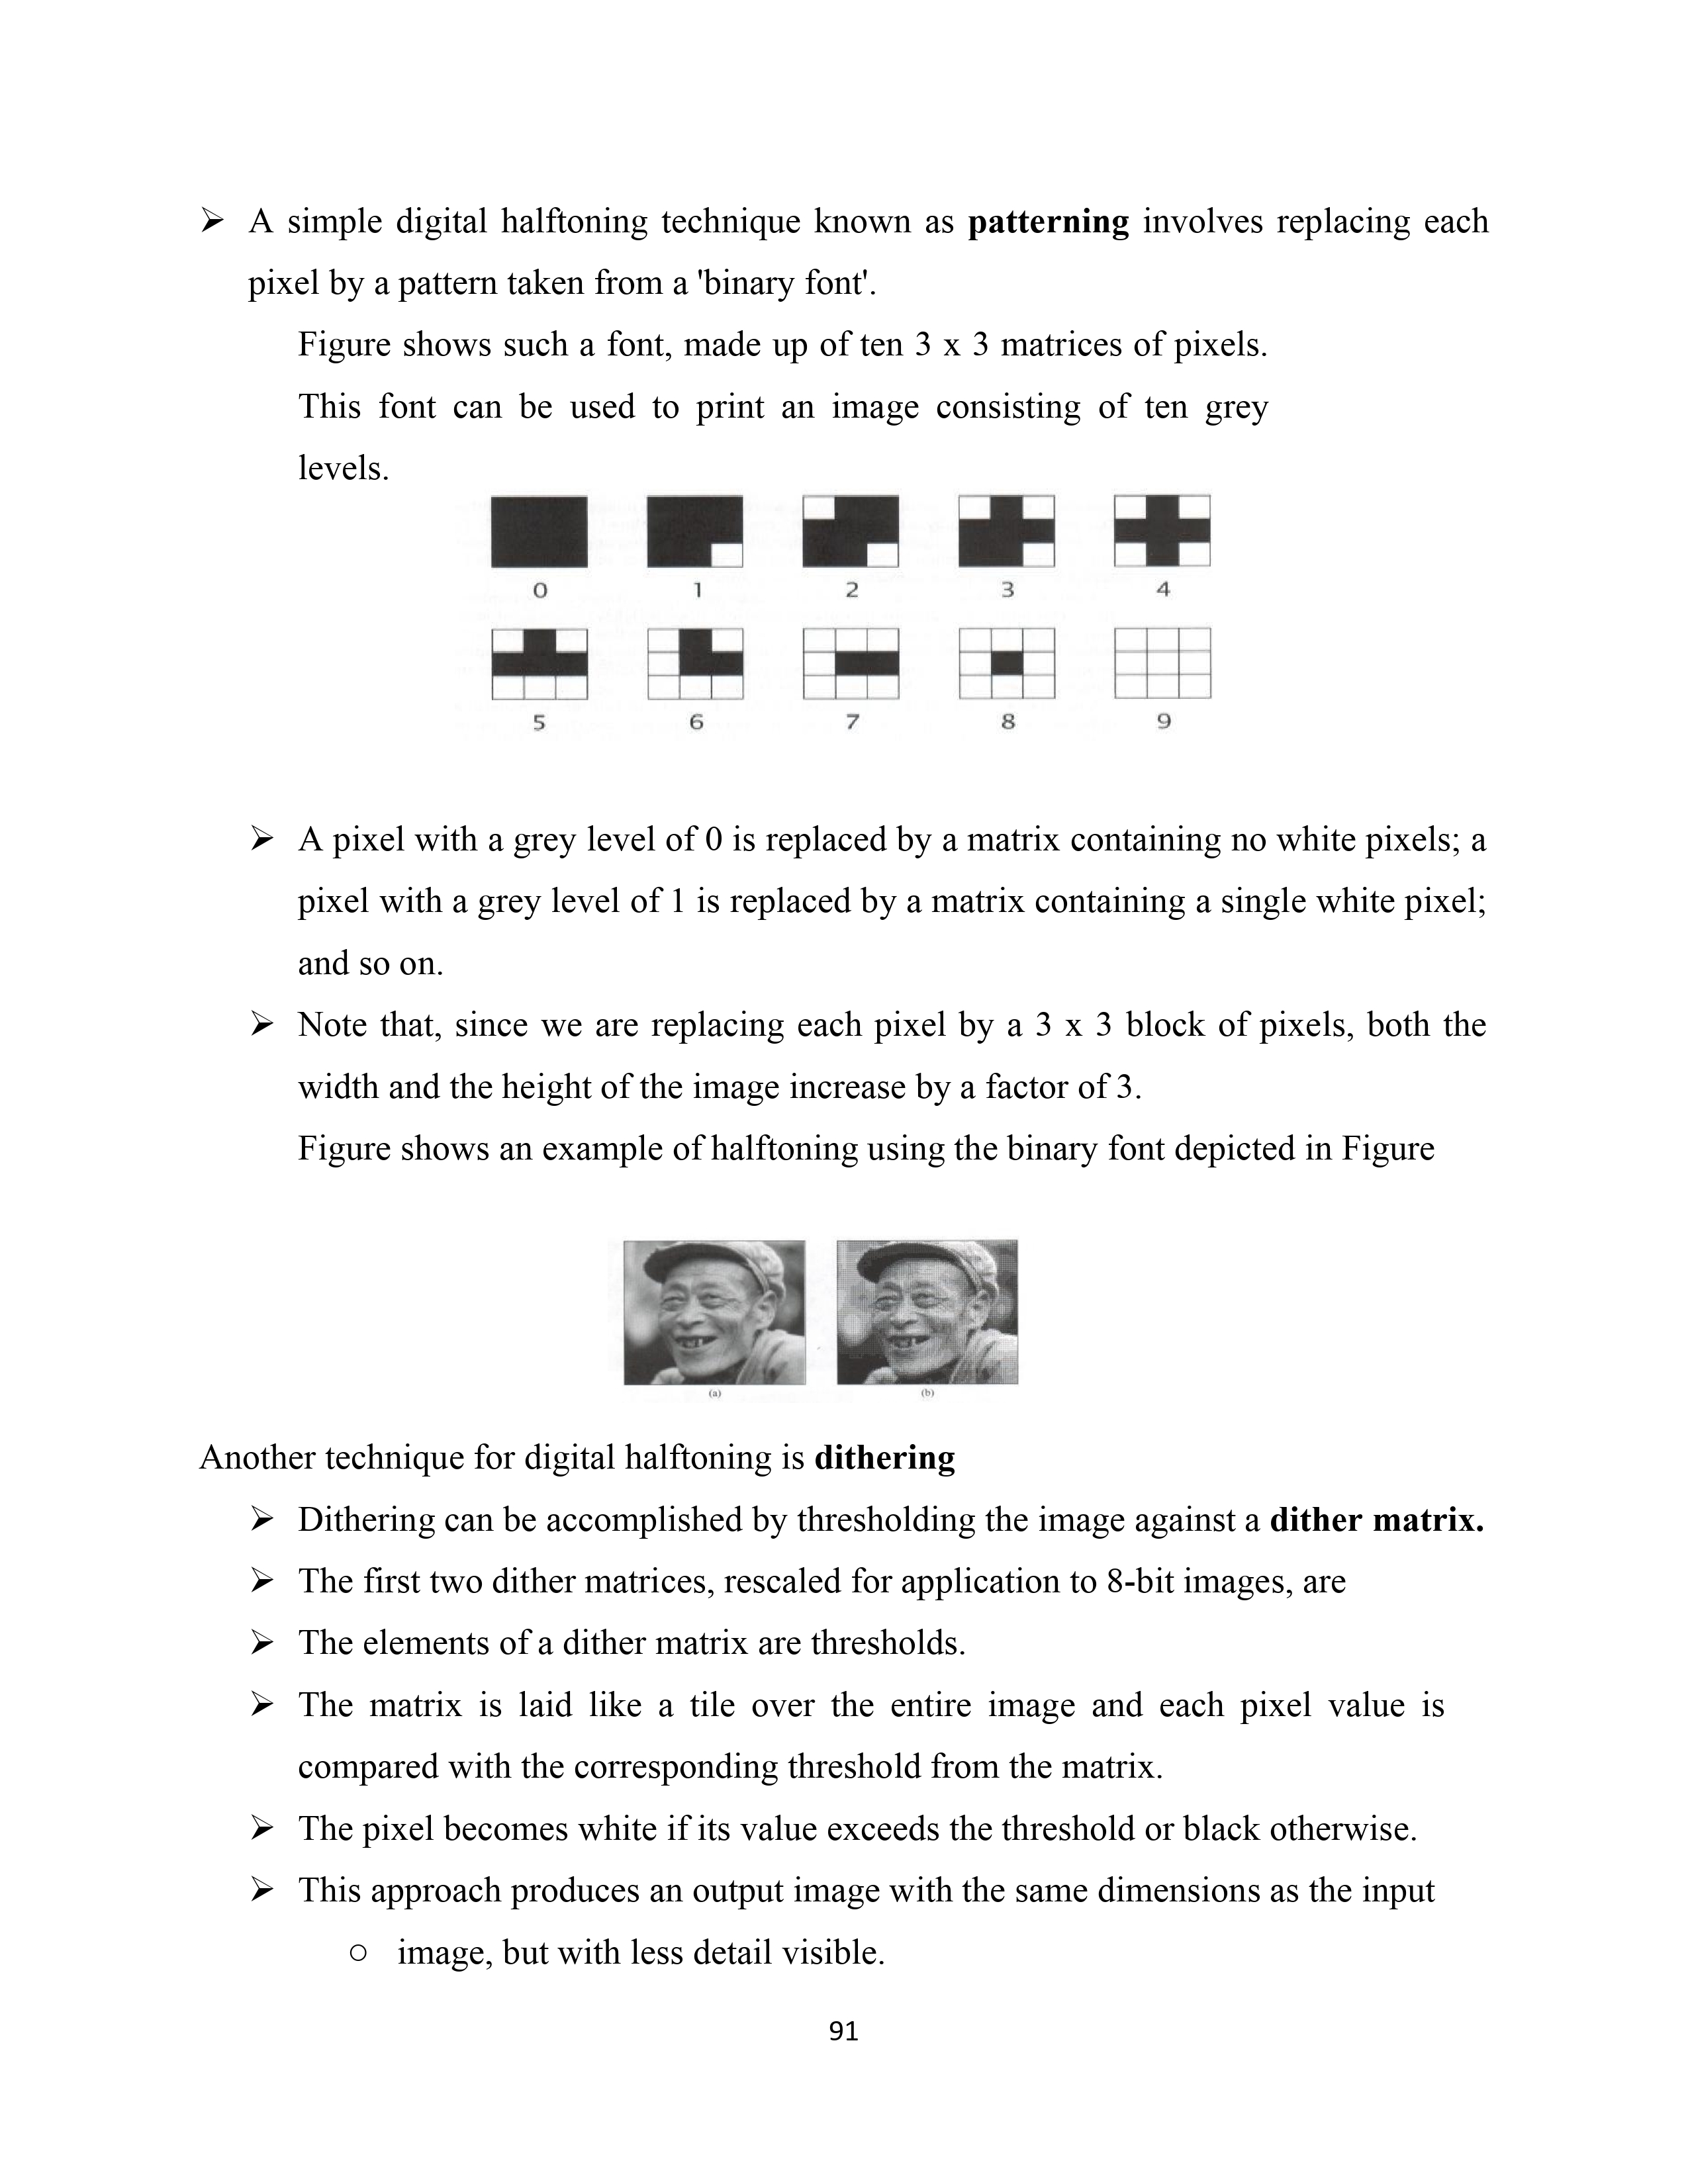 ➢ A simple digital halftoning technique known as patterning involves replacing each
pixel by a pattern taken from a 'binary font'.
Figure shows such a font, made up of ten 3 x 3 matrices of pixels.
This font can be used to print an image consisting of ten grey
levels.
0 1 2 3 4
5 6 7 8 9
➢ A pixel with a grey level of 0 is replaced by a matrix containing no white pixels; a
pixel with a grey level of 1 is replaced by a matrix containing a single white pixel;
and so on.
➢ Note that, since we are replacing each pixel by a 3 x 3 block of pixels, both the
width and the height of the image increase by a factor of 3.
Figure shows an example of halftoning using the binary font depicted in Figure
(a) (b)
Another technique for digital halftoning is dithering
➢ Dithering can be accomplished by thresholding the image against a dither matrix.
➢ The first two dither matrices, rescaled for application to 8-bit images, are
➢ The elements of a dither matrix are thresholds.
➢ The matrix is laid like a tile over the entire image and each pixel value is
compared with the corresponding threshold from the matrix.
➢ The pixel becomes white if its value exceeds the threshold or black otherwise.
➢ This approach produces an output image with the same dimensions as the input
○ image, but with less detail visible.
91